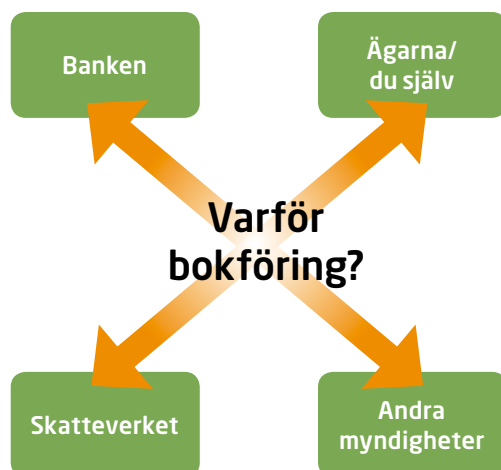 Banken
Ägarna/
du själv
Varför
bokföring?
Skatteverket
Andra
myndigheter